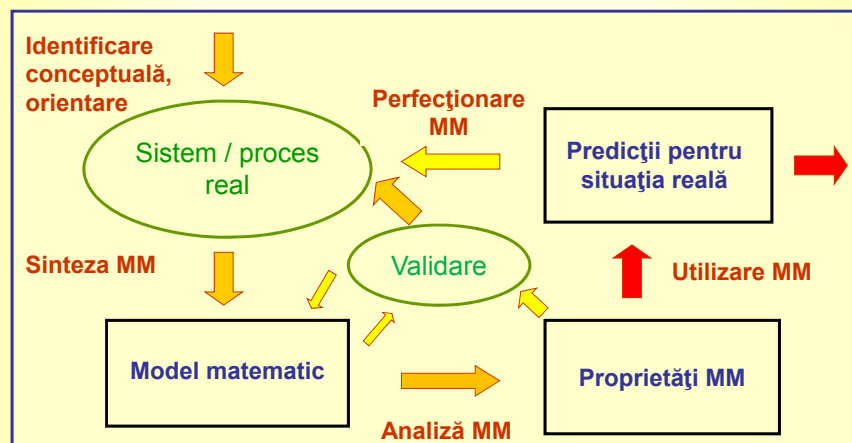 Identificare
conceptuală,
orientare
Perfecţionare
MM
Sistem / proces
real
Predicţii pentru
situaţia reală
Sinteza MM
Validare
Utilizare MM
Model matematic
Proprietăţi MM
Analiză MM